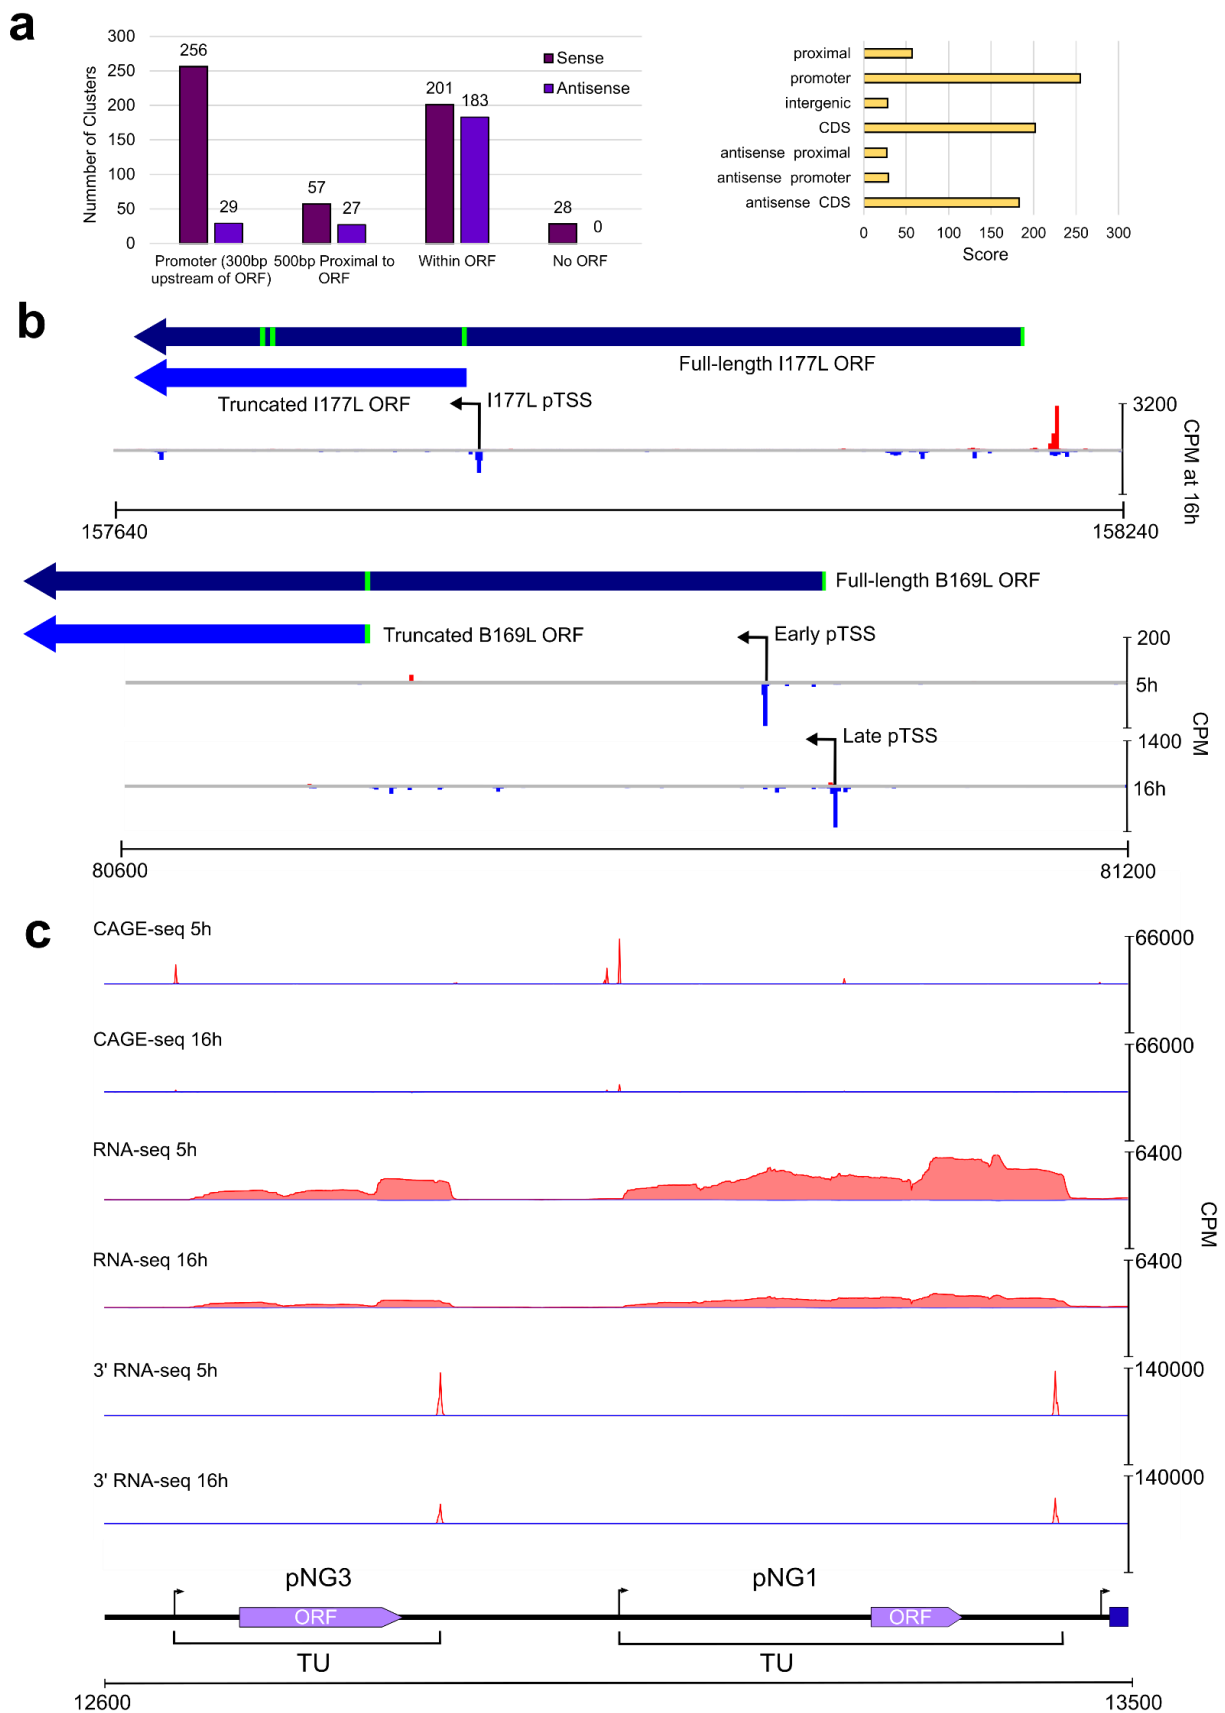 a
300
250
200
150
100
50
0
Nummber of Clusters
256
29
57
27
201
183
28
0
Sense
Antisense
Promoter (300bp
upstream of ORF)
500bp Proximal to
ORF
Within ORF
No ORF
proximal
promoter
intergenic
CDS
antisense proximal
antisense promoter
antisense CDS
0 50 100 150 200 250 300
Score
b
Full-length I177L ORF
Truncated I177L ORF
I177L pTSS
3200
CPM at 16h
157640
158240
Full-length B169L ORF
Truncated B169L ORF
Early pTSS
200
5h
Late pTSS
1400
16h
CPM
80600
81200
c
CAGE-seq 5h
66000
CAGE-seq 16h
66000
RNA-seq 5h
6400
RNA-seq 16h
6400
CPM
3' RNA-seq 5h
140000
3' RNA-seq 16h
140000
pNG3
pNG1
ORF
ORF
TU
TU
12600
13500